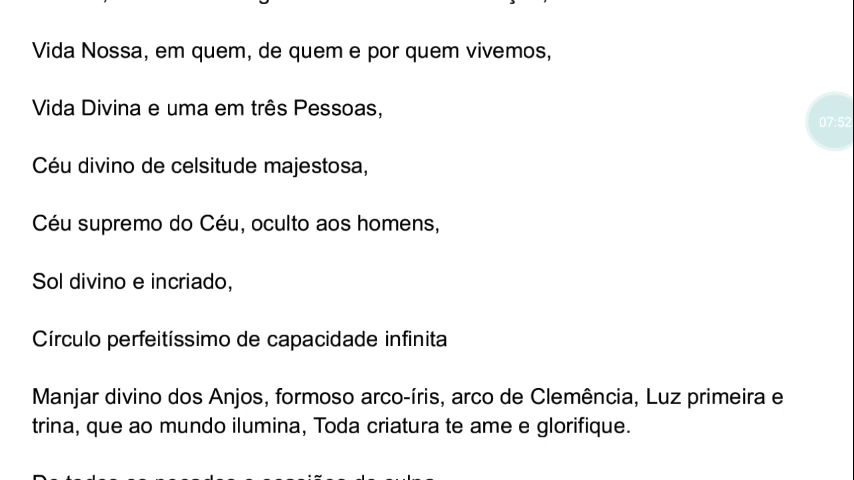 Vida Nossa, em quem, de quem e por quem vivemos,
Vida Divina e uma em três Pessoas,
07:52
Céu divino de celsitude majestosa,
Céu supremo do Céu, oculto aos homens,
Sol divino e incriado,
Círculo perfeitíssimo de capacidade infinita
Manjar divino dos Anjos, formoso arco-íris, arco de Clemência, Luz primeira e
trina, que ao mundo ilumina, Toda criatura te ame e glorifique.